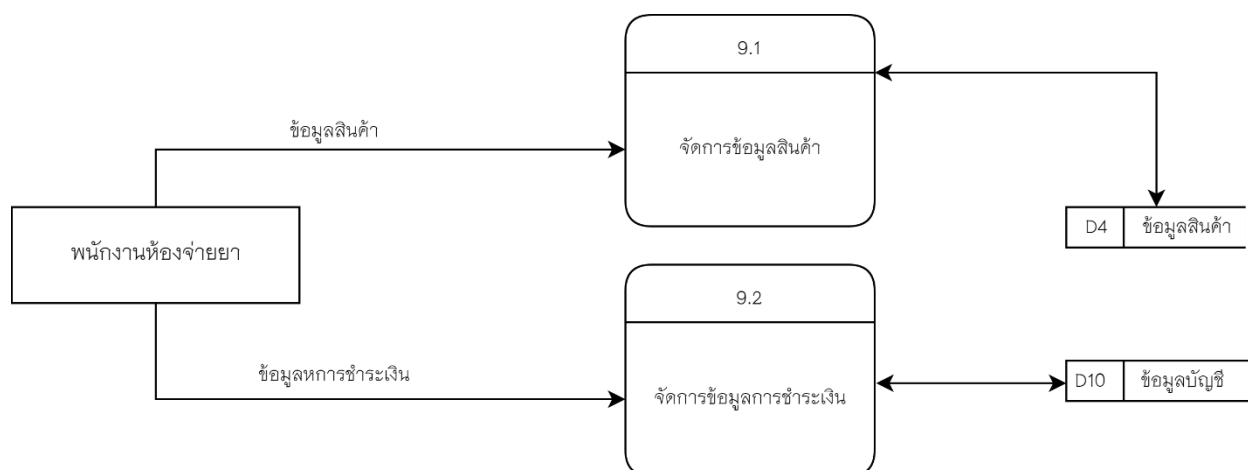 9.1
ข้อมูลสินค้า
จัดการข้อมูลสินค้า
พนักงานห้องจ่ายยา
D4 ข้อมูลสินค้า
9.2
ข้อมูลหการชำระเงิน
จัดการข้อมูลการชำระเงิน
D10 ข้อมูลบัญชี